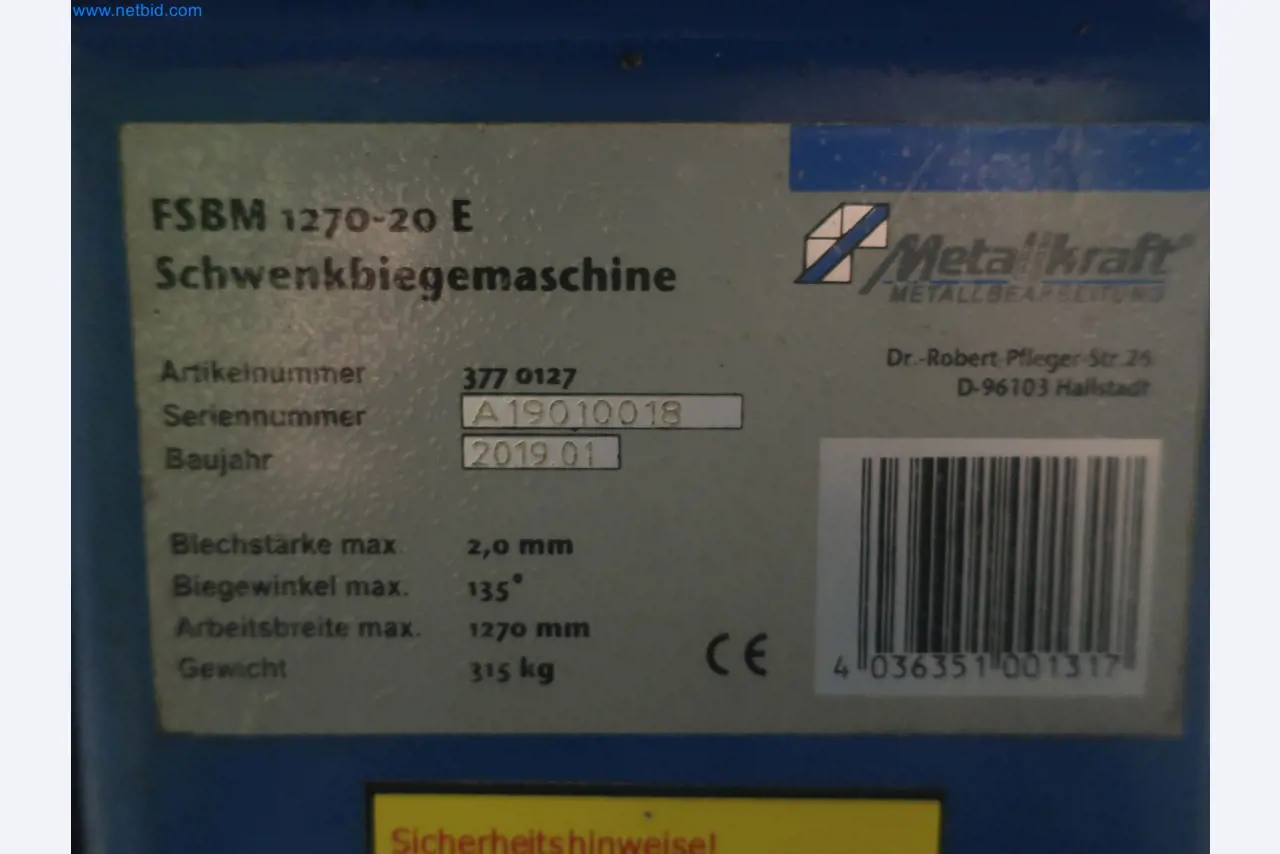 www.netbid.com
FSBM 1270-20 E
Schwenkbiegemaschine
Metallkraft®
METALLBEARBEITUNG
Dr.-Robert-Pfleger-Str.26
D-96103 Hallstadt
Artikelnummer 377 0127
Seriennummer A19010018
Baujahr 2019.01
Blechstärke max. 2,0 mm
Biegewinkel max. 135°
Arbeitsbreite max. 1270 mm
Gewicht 315 kg
CE
4 036351 001317
Sicherheitshinweise!